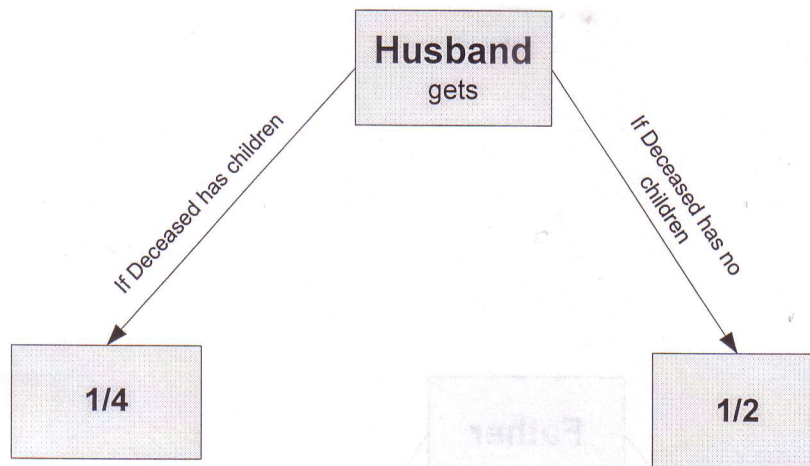 Husband
gets
If Deceased has children
If Deceased has no
children
1/4
1/2
Father